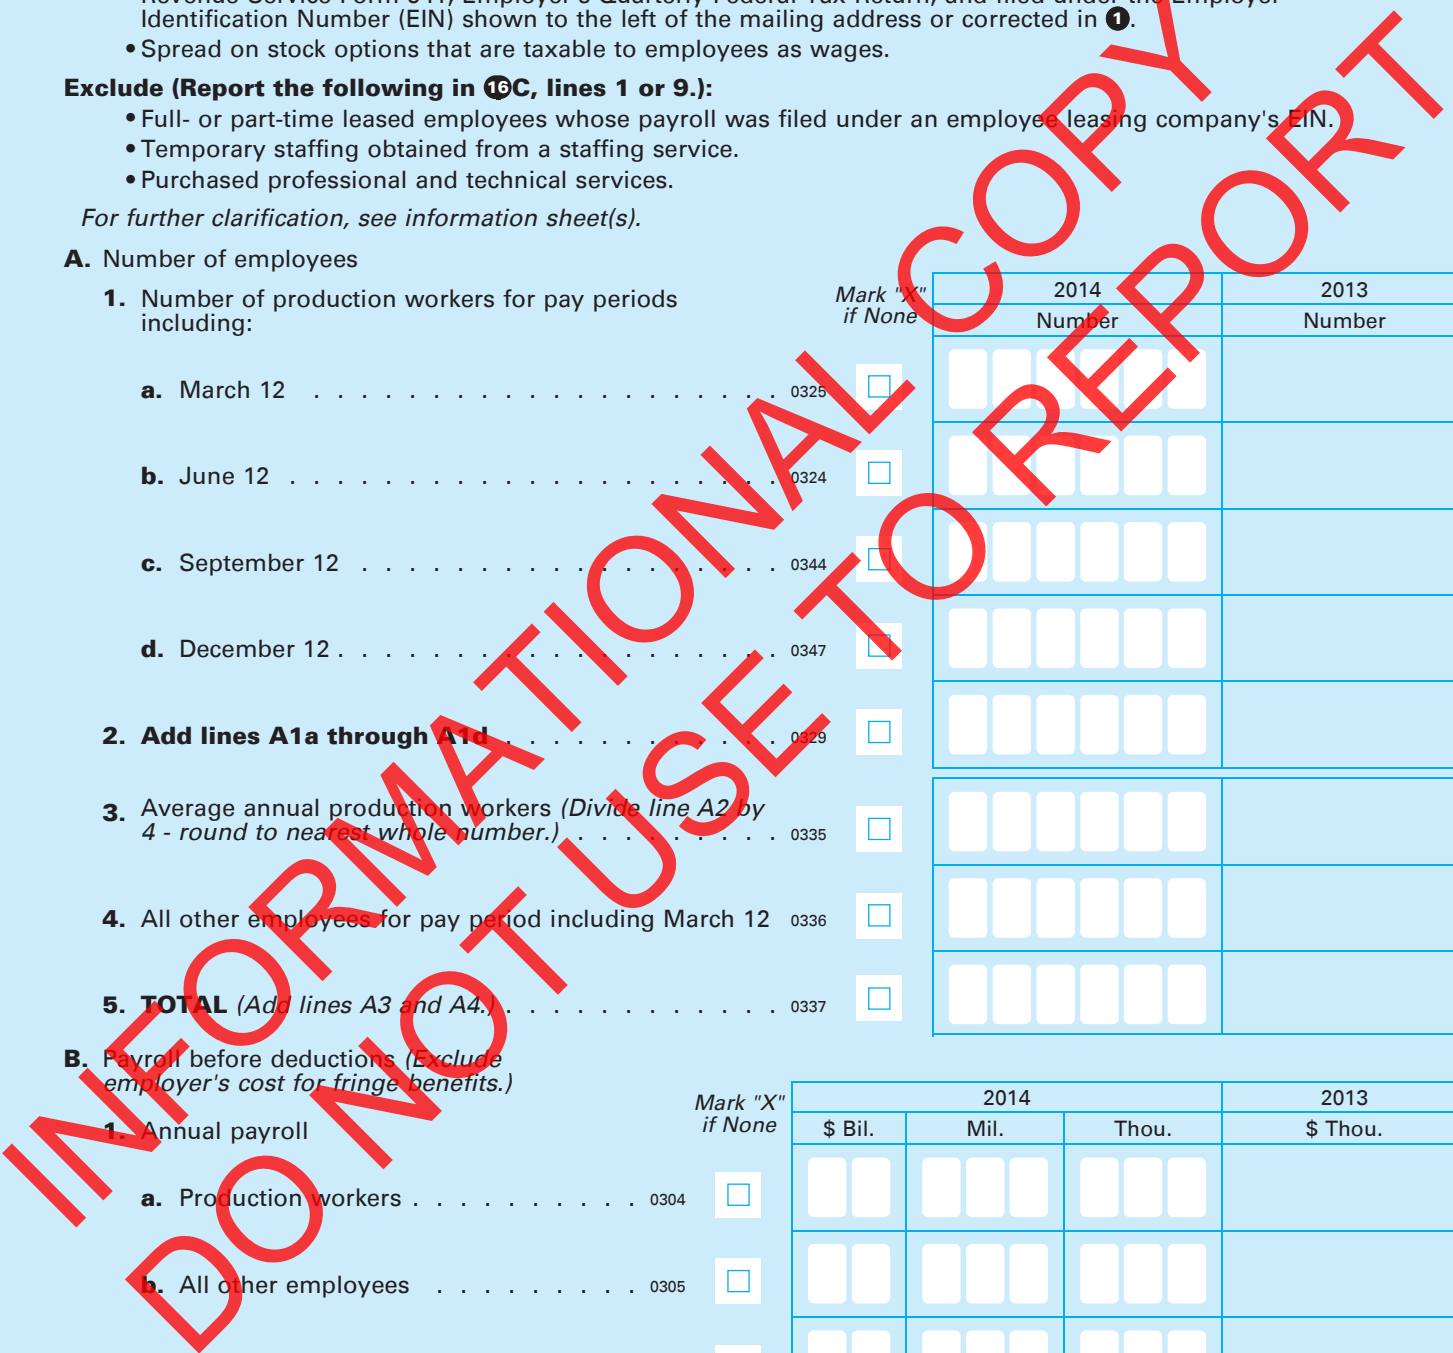 Identification Number (EIN) shown to the left of the mailing address or corrected in 1.
• Spread on stock options that are taxable to employees as wages.
Exclude (Report the following in 16C, lines 1 or 9.):
• Full- or part-time leased employees whose payroll was filed under an employee leasing company's EIN.
• Temporary staffing obtained from a staffing service.
• Purchased professional and technical services.
For further clarification, see information sheet(s).
A. Number of employees
1. Number of production workers for pay periods
including:
Mark "X"
if None
2014
2013
Number
Number
a. March 12 . . . . . . . . . . . . . . . . . . . . 0325
b. June 12 . . . . . . . . . . . . . . . . . . . . . 0324
c. September 12 . . . . . . . . . . . . . . . . . . 0344
d. December 12 . . . . . . . . . . . . . . . . . . . 0347
2. Add lines A1a through A1d . . . . . . . . . . . . 0329
3. Average annual production workers (Divide line A2 by
4 - round to nearest whole number.) . . . . . . . . . 0335
4. All other employees for pay period including March 12 0336
5. TOTAL (Add lines A3 and A4.) . . . . . . . . . . . . 0337
B. Payroll before deductions (Exclude
employer's cost for fringe benefits.)
Mark "X"
if None
2014
2013
$ Bil.
Mil.
Thou.
$ Thou.
1. Annual payroll
a. Production workers . . . . . . . . . . 0304
b. All other employees . . . . . . . . . 0305
INFORMATIONAL COPY
DO NOT USE TO REPORT